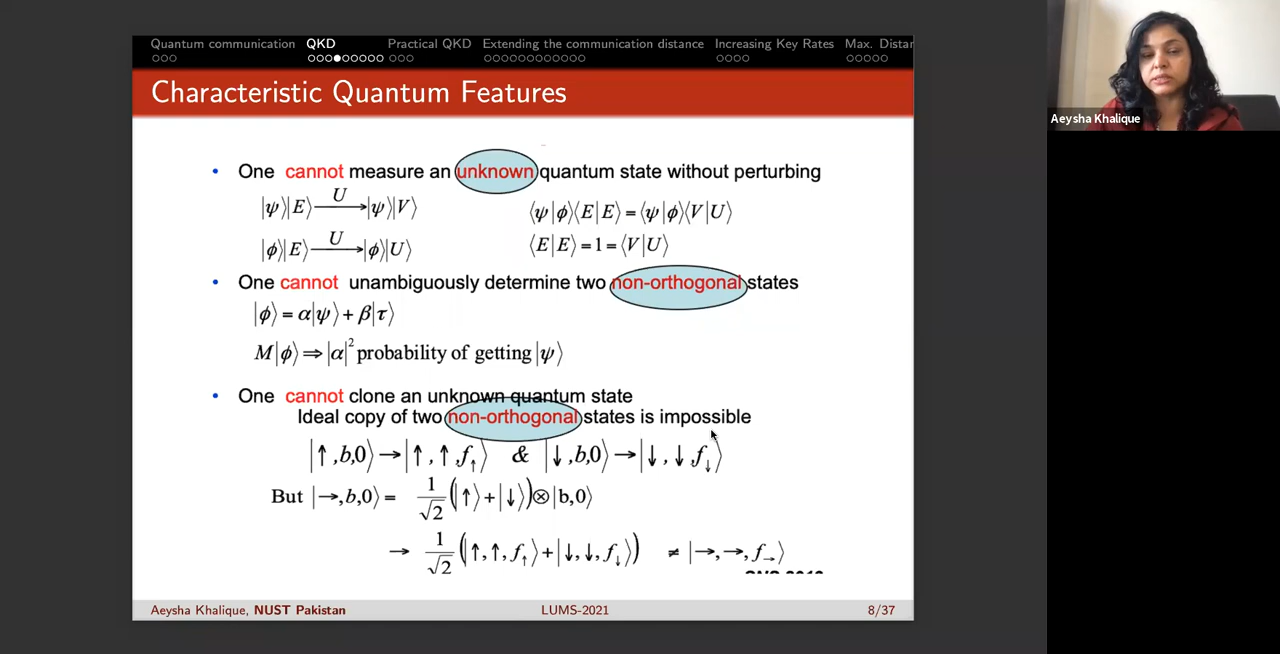 Quantum communication QKD Practical QKD Extending the communication distance Increasing Key Rates Max. Distar
Characteristic Quantum Features
Aeysha Khalique
• One cannot measure an unknown quantum state without perturbing
|ψ⟩|E⟩ —U→ |ψ⟩|V⟩ ⟨ψ|ϕ⟩⟨E|E⟩ = ⟨ψ|ϕ⟩⟨V|U⟩
|ϕ⟩|E⟩ —U→ |ϕ⟩|U⟩ ⟨E|E⟩ = 1 = ⟨V|U⟩
• One cannot unambiguously determine two non-orthogonal states
|ϕ⟩ = α|ψ⟩ + β|τ⟩
M|ϕ⟩ ⇒ |α|² probability of getting |ψ⟩
• One cannot clone an unknown quantum state
Ideal copy of two non-orthogonal states is impossible
|↑,b,0⟩ → |↑,↑ f↑⟩ & |↓,b,0⟩ → |↓,↓ f↓⟩
But |→,b,0⟩ = 1/√2 (|↑⟩+|↓⟩)⊗|b,0⟩
→ 1/√2 (|↑,↑,f↑⟩+|↓,↓,f↓⟩) ≠ |→,→,f→⟩
Aeysha Khalique, NUST Pakistan LUMS-2021 8/37